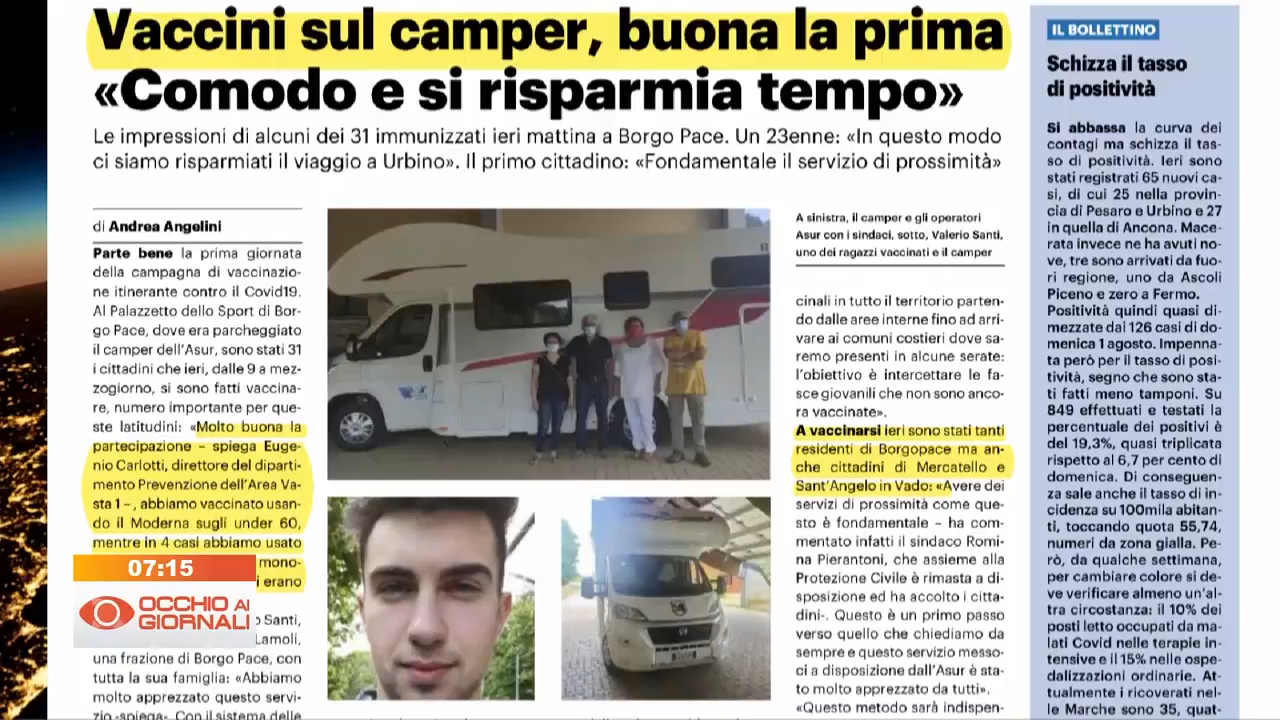 Vaccini sul camper, buona la prima
«Comodo e si risparmia tempo»
Le impressioni di alcuni dei 31 immunizzati ieri mattina a Borgo Pace. Un 23enne: «In questo modo
ci siamo risparmiati il viaggio a Urbino». Il primo cittadino: «Fondamentale il servizio di prossimità»
di Andrea Angelini
Parte bene la prima giornata
della campagna di vaccinazio-
ne itinerante contro il Covid19.
Al Palazzetto dello Sport di Bor-
go Pace, dove era parcheggiato
il camper dell'Asur, sono stati 31
i cittadini che ieri, dalle 9 a mez-
zogiorno, si sono fatti vaccina-
re, numero importante per que-
ste latitudini: «Molto buona la
partecipazione – spiega Euge-
nio Carlotti, direttore del diparti-
mento Prevenzione dell'Area Va-
sta 1 –, abbiamo vaccinato usan-
do il Moderna sugli under 60,
mentre in 4 casi abbiamo usato
mono-
i erano
07:15
OCCHIO AI
GIORNALI
Santi,
Lamoli,
una frazione di Borgo Pace, con
tutta la sua famiglia: «Abbiamo
molto apprezzato questo servi-
zio -spiega-. Con il sistema delle
A sinistra, il camper e gli operatori
Asur con i sindaci, sotto, Valerio Santi,
uno dei ragazzi vaccinati e il camper
cinali in tutto il territorio parten-
do dalle aree interne fino ad arri-
vare ai comuni costieri dove sa-
remo presenti in alcune serate:
l'obiettivo è intercettare le fa-
sce giovanili che non sono anco-
ra vaccinate».
A vaccinarsi ieri sono stati tanti
residenti di Borgopace ma an-
che cittadini di Mercatello e
Sant'Angelo in Vado: «Avere dei
servizi di prossimità come que-
sto è fondamentale – ha com-
mentato infatti il sindaco Romi-
na Pierantoni, che assieme alla
Protezione Civile è rimasta a di-
sposizione ed ha accolto i citta-
dini-. Questo è un primo passo
verso quello che chiediamo da
sempre e questo servizio messo-
ci a disposizione dall'Asur è sta-
to molto apprezzato da tutti».
«Questo metodo sarà indispen-
IL BOLLETTINO
Schizza il tasso
di positività
Si abbassa la curva dei
contagi ma schizza il tas-
so di positività. Ieri sono
stati registrati 65 nuovi ca-
si, di cui 25 nella provin-
cia di Pesaro e Urbino e 27
in quella di Ancona. Mace-
rata invece ne ha avuti no-
ve, tre sono arrivati da fuo-
ri regione, uno da Ascoli
Piceno e zero a Fermo.
Positività quindi quasi di-
mezzate dai 126 casi di do-
menica 1 agosto. Impenna-
ta però per il tasso di posi-
tività, segno che sono sta-
ti fatti meno tamponi. Su
849 effettuati e testati la
percentuale dei positivi è
del 19,3%, quasi triplicata
rispetto al 6,7 per cento di
domenica. Di conseguen-
za sale anche il tasso di in-
cidenza su 100mila abitan-
ti, toccando quota 55,74,
numeri da zona gialla. Pe-
rò, da qualche settimana,
per cambiare colore si de-
ve verificare almeno un'al-
tra circostanza: il 10% dei
posti letto occupati da ma-
lati Covid nelle terapie in-
tensive e il 15% nelle ospe-
dalizzazioni ordinarie. At-
tualmente i ricoverati nel-
le Marche sono 35, quat-